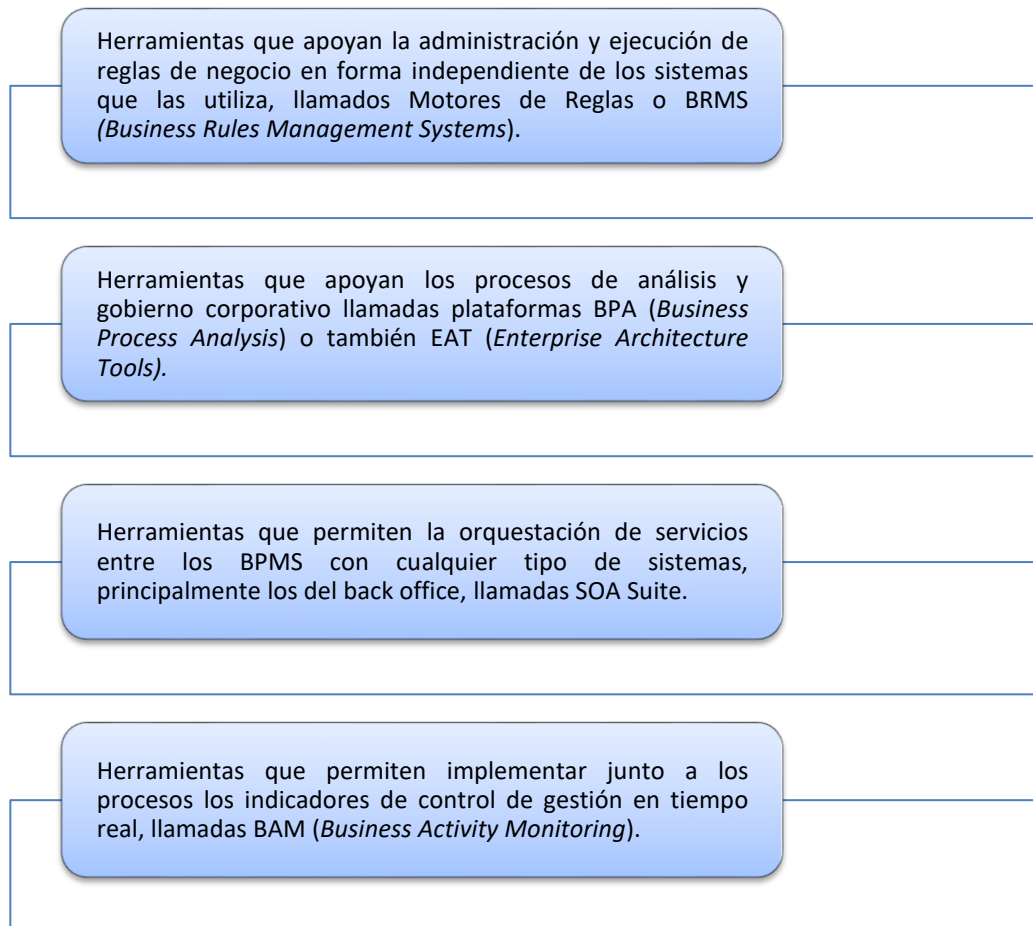 Herramientas que apoyan la administración y ejecución de
reglas de negocio en forma independiente de los sistemas
que las utiliza, llamados Motores de Reglas o BRMS
(Business Rules Management Systems).
Herramientas que apoyan los procesos de análisis y
gobierno corporativo llamadas plataformas BPA (Business
Process Analysis) o también EAT (Enterprise Architecture
Tools).
Herramientas que permiten la orquestación de servicios
entre los BPMS con cualquier tipo de sistemas,
principalmente los del back office, llamadas SOA Suite.
Herramientas que permiten implementar junto a los
procesos los indicadores de control de gestión en tiempo
real, llamadas BAM (Business Activity Monitoring).